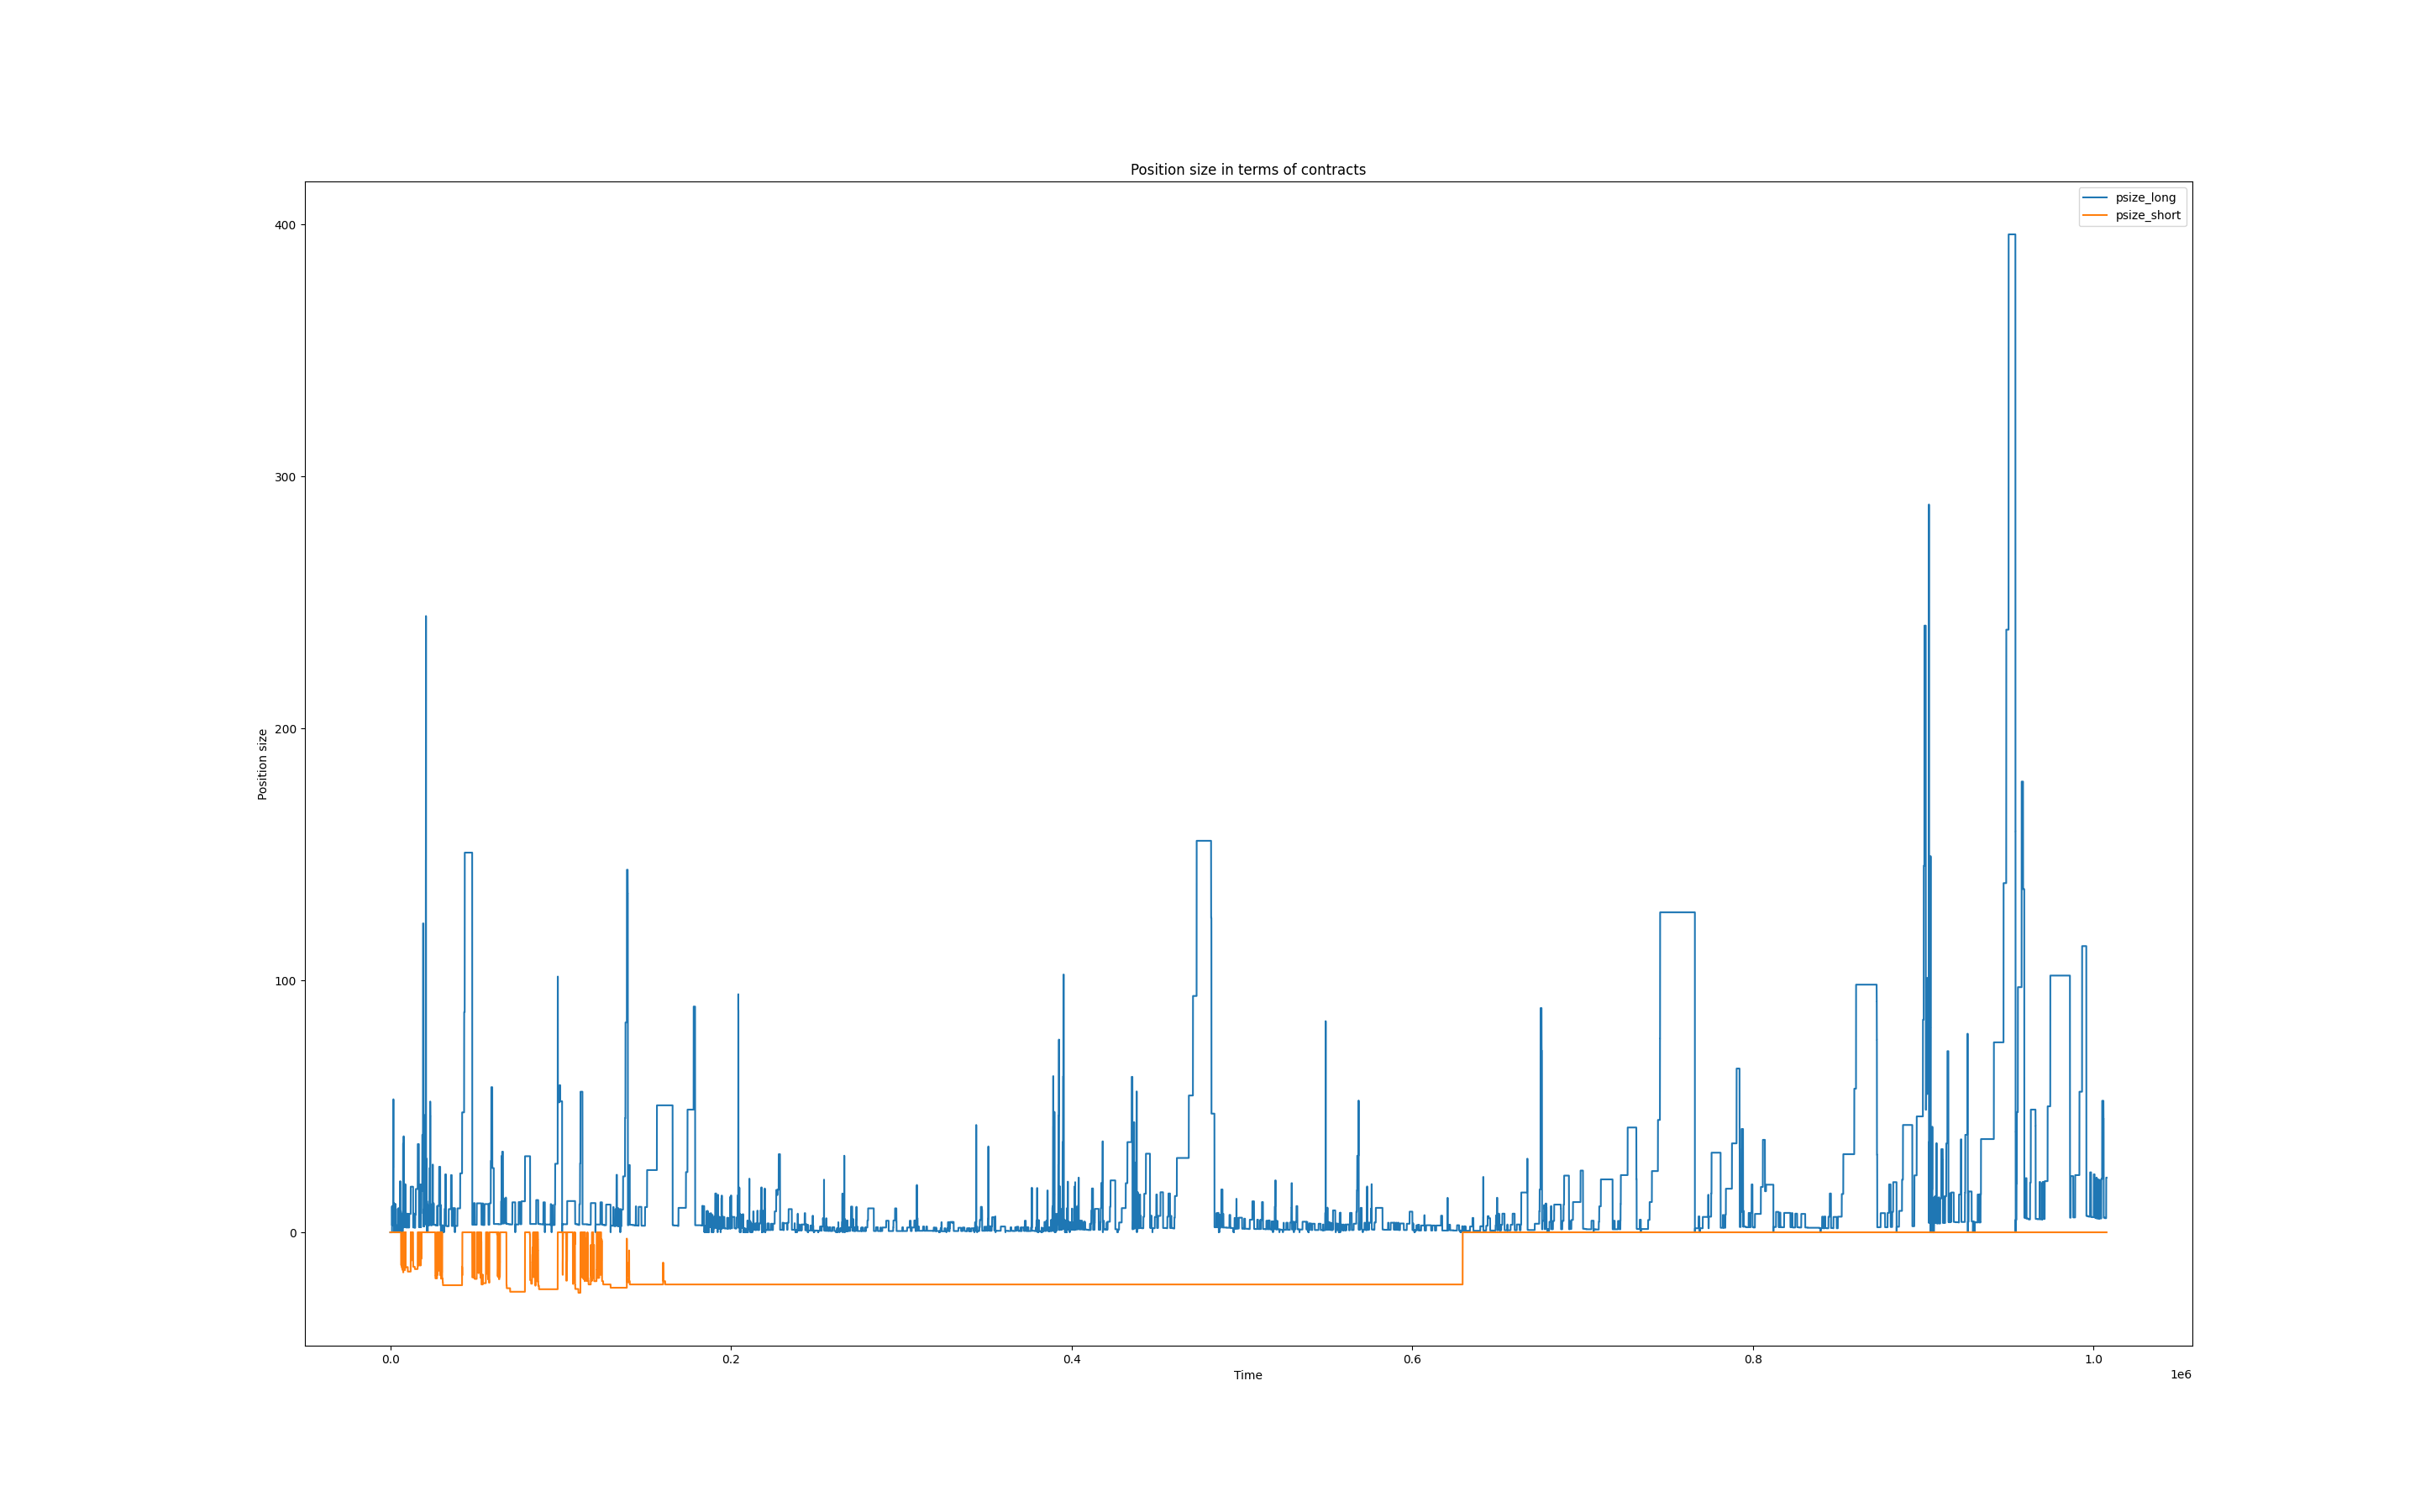 Position size in terms of contracts
psize_long
psize_short
400
300
200
100
0
Position size
0.0
0.2
0.4
0.6
0.8
1.0
Time
1e6